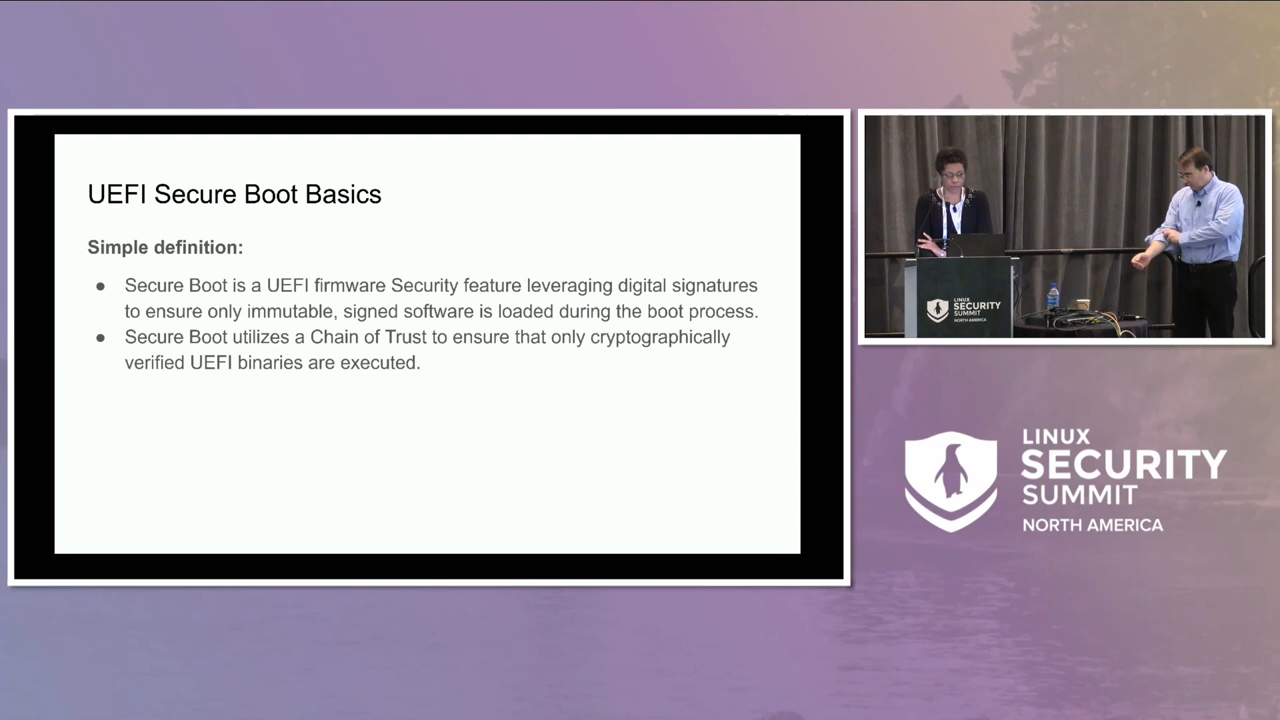 UEFI Secure Boot Basics
Simple definition:
● Secure Boot is a UEFI firmware Security feature leveraging digital signatures
to ensure only immutable, signed software is loaded during the boot process.
● Secure Boot utilizes a Chain of Trust to ensure that only cryptographically
verified UEFI binaries are executed.
LINUX
SECURITY
SUMMIT
NORTH AMERICA
LINUX
SECURITY
SUMMIT
NORTH AMERICA